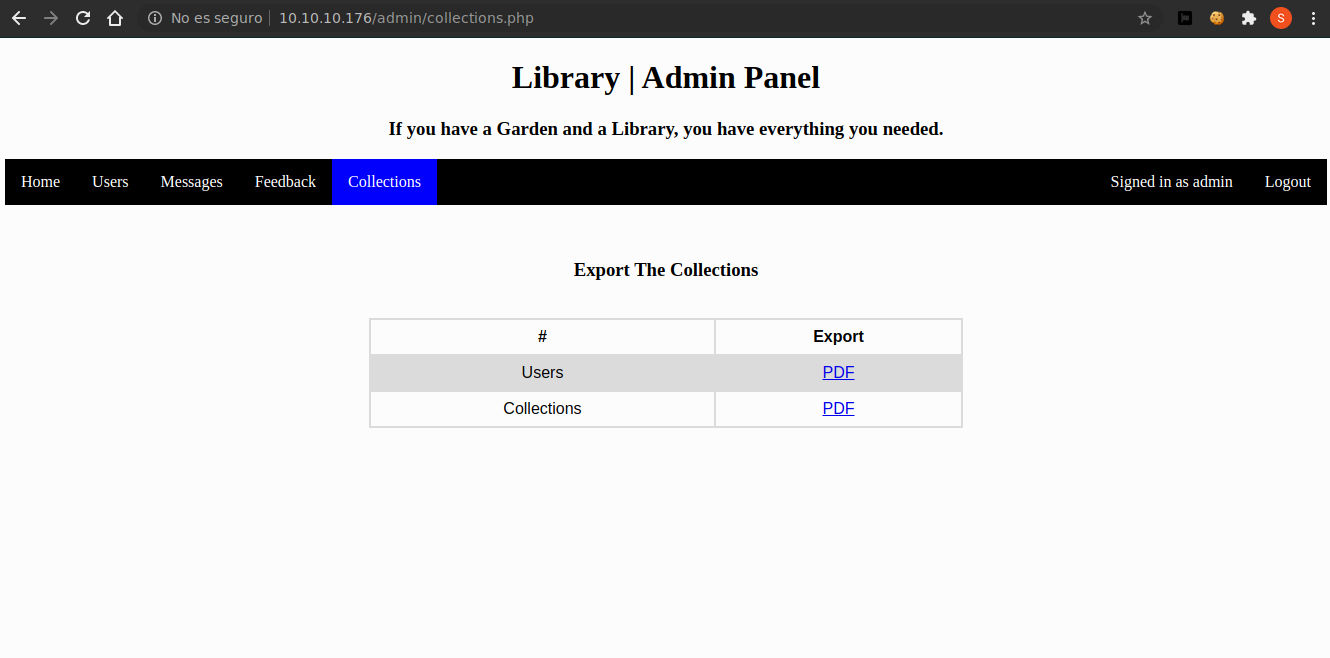 No es seguro 10.10.10.176/admin/collections.php S
Library | Admin Panel
If you have a Garden and a Library, you have everything you needed.
Home Users Messages Feedback Collections Signed in as admin Logout
Export The Collections
# Export
Users PDF
Collections PDF